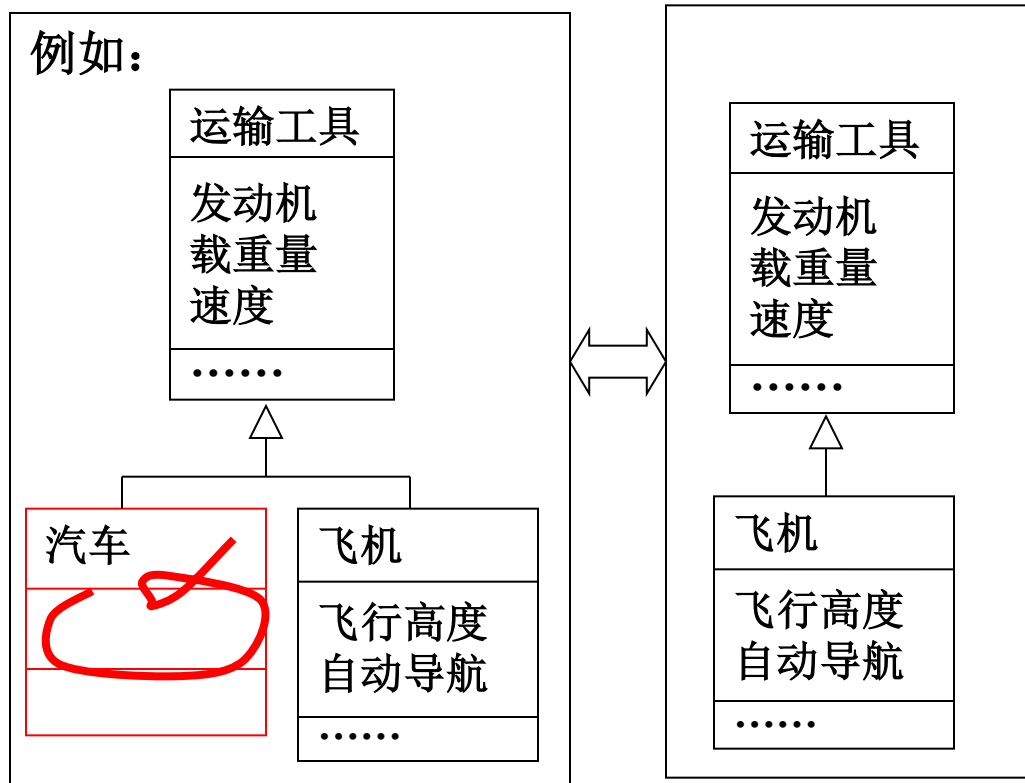 例如：
运输工具
发动机
载重量
速度
······
汽车
飞机
飞行高度
自动导航
······
运输工具
发动机
载重量
速度
······
飞机
飞行高度
自动导航
······